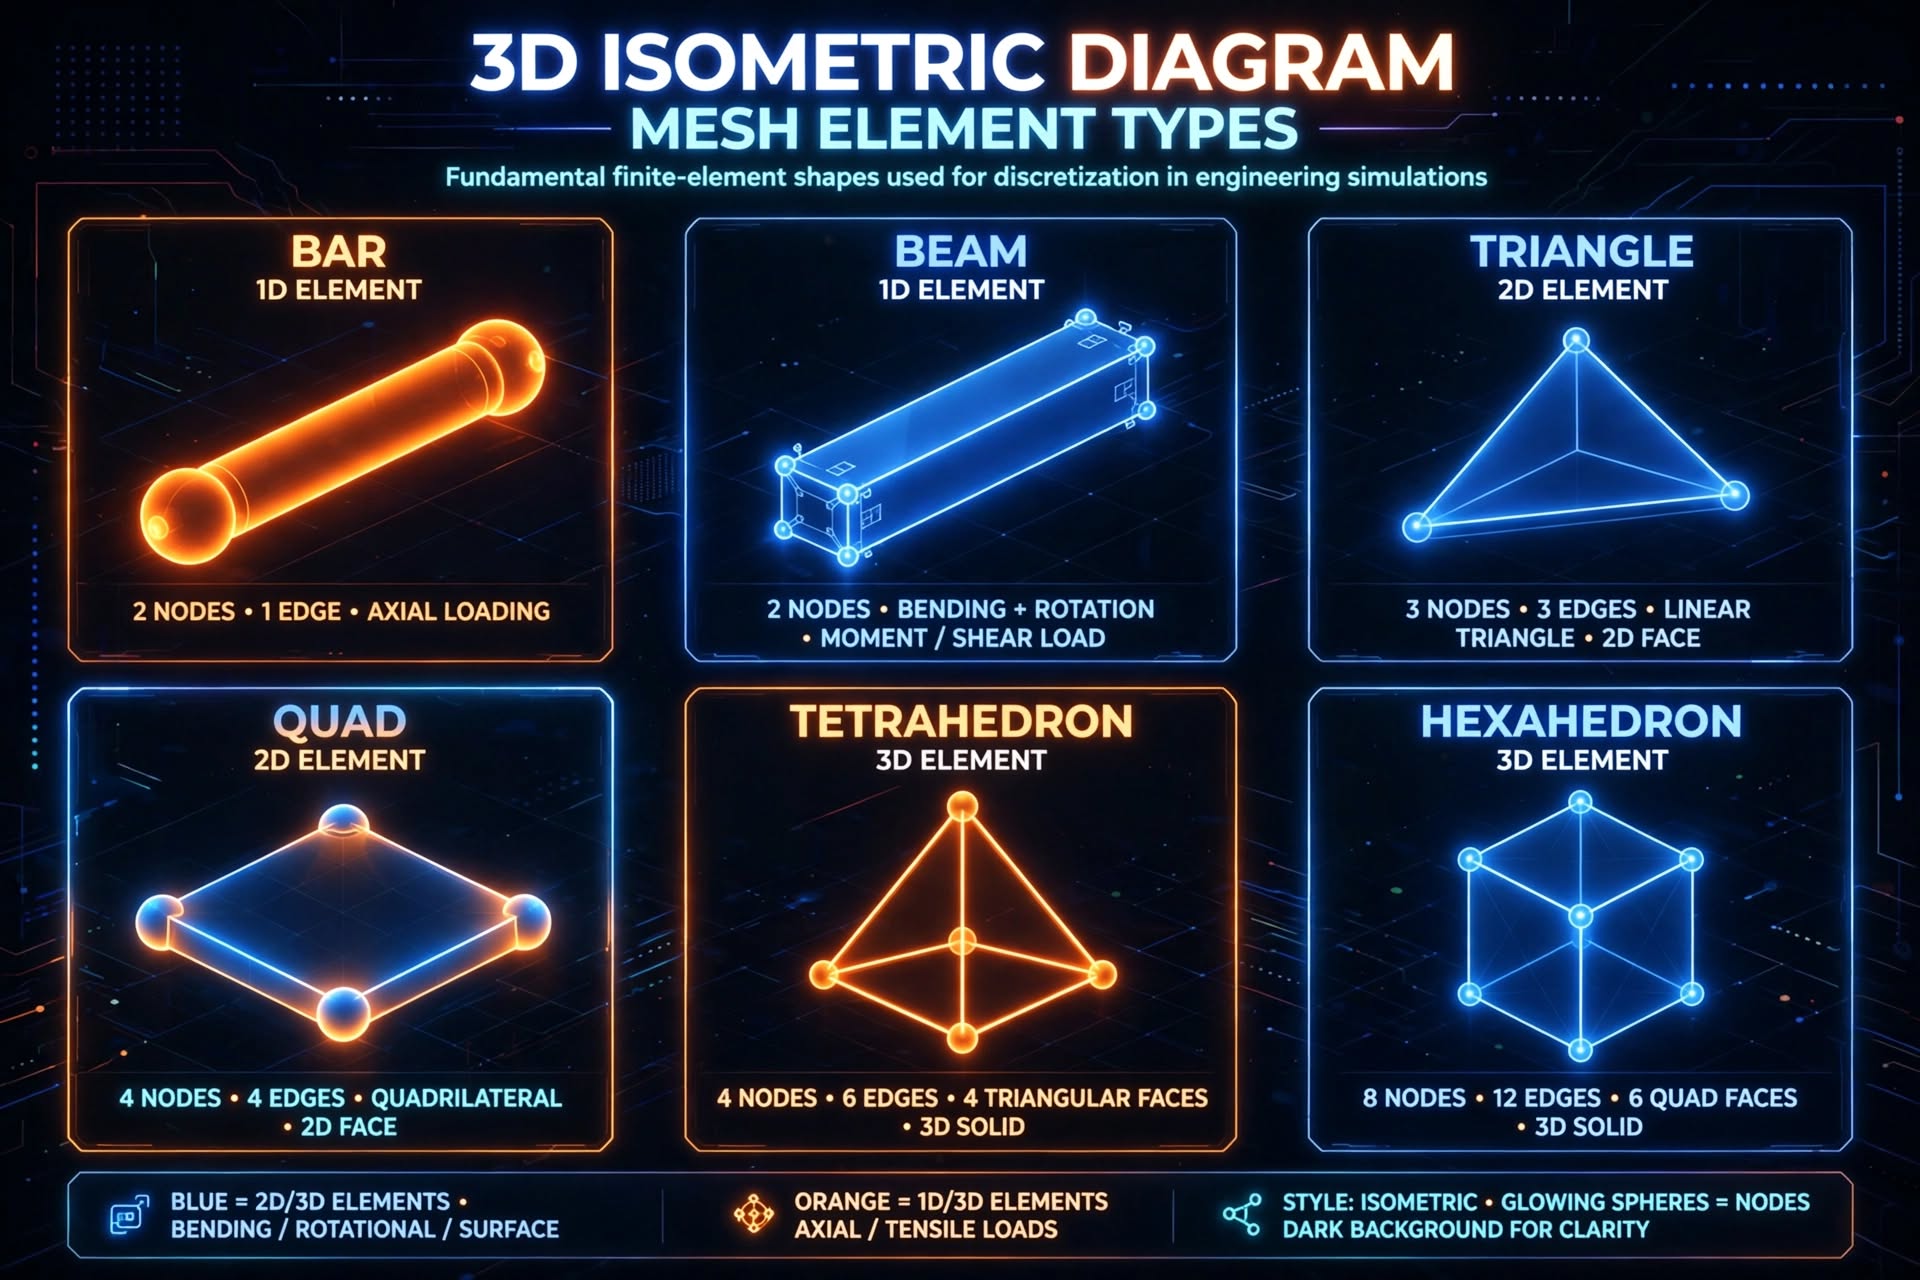 3D ISOMETRIC DIAGRAM
MESH ELEMENT TYPES
Fundamental finite-element shapes used for discretization in engineering simulations
BAR
1D ELEMENT
2 NODES • 1 EDGE • AXIAL LOADING
BEAM
1D ELEMENT
2 NODES • BENDING + ROTATION
• MOMENT / SHEAR LOAD
TRIANGLE
2D ELEMENT
3 NODES • 3 EDGES • LINEAR
TRIANGLE • 2D FACE
QUAD
2D ELEMENT
4 NODES • 4 EDGES • QUADRILATERAL
• 2D FACE
TETRAHEDRON
3D ELEMENT
4 NODES • 6 EDGES • 4 TRIANGULAR FACES
• 3D SOLID
HEXAHEDRON
3D ELEMENT
8 NODES • 12 EDGES • 6 QUAD FACES
• 3D SOLID
BLUE = 2D/3D ELEMENTS •
BENDING / ROTATIONAL / SURFACE
ORANGE = 1D/3D ELEMENTS
AXIAL / TENSILE LOADS
STYLE: ISOMETRIC • GLOWING SPHERES = NODES
DARK BACKGROUND FOR CLARITY